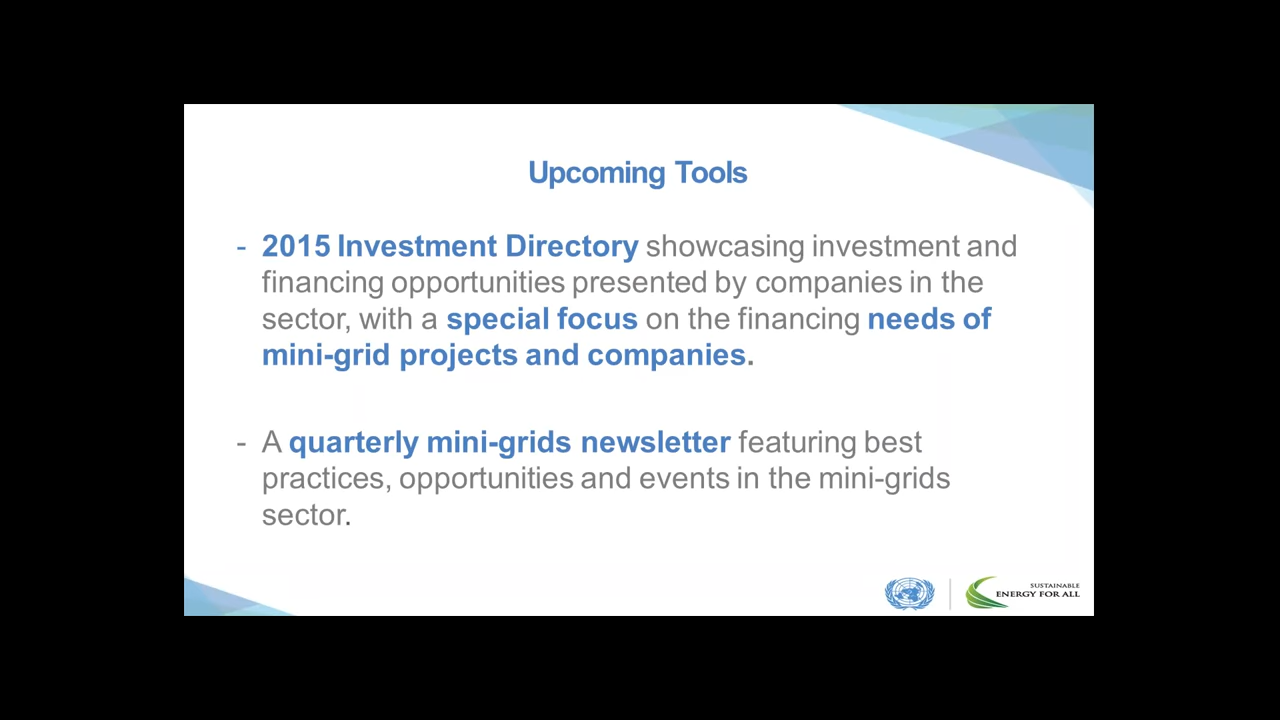 Upcoming Tools
- 2015 Investment Directory showcasing investment and
financing opportunities presented by companies in the
sector, with a special focus on the financing needs of
mini-grid projects and companies.
- A quarterly mini-grids newsletter featuring best
practices, opportunities and events in the mini-grids
sector.
SUSTAINABLE
ENERGY FOR ALL